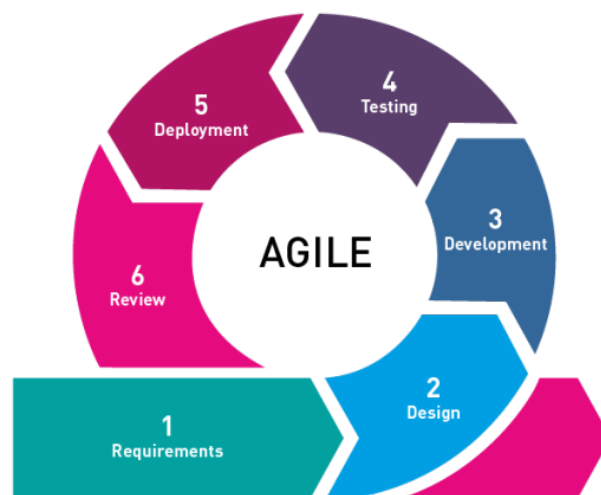 AGILE
1
Requirements
2
Design
3
Development
4
Testing
5
Deployment
6
Review